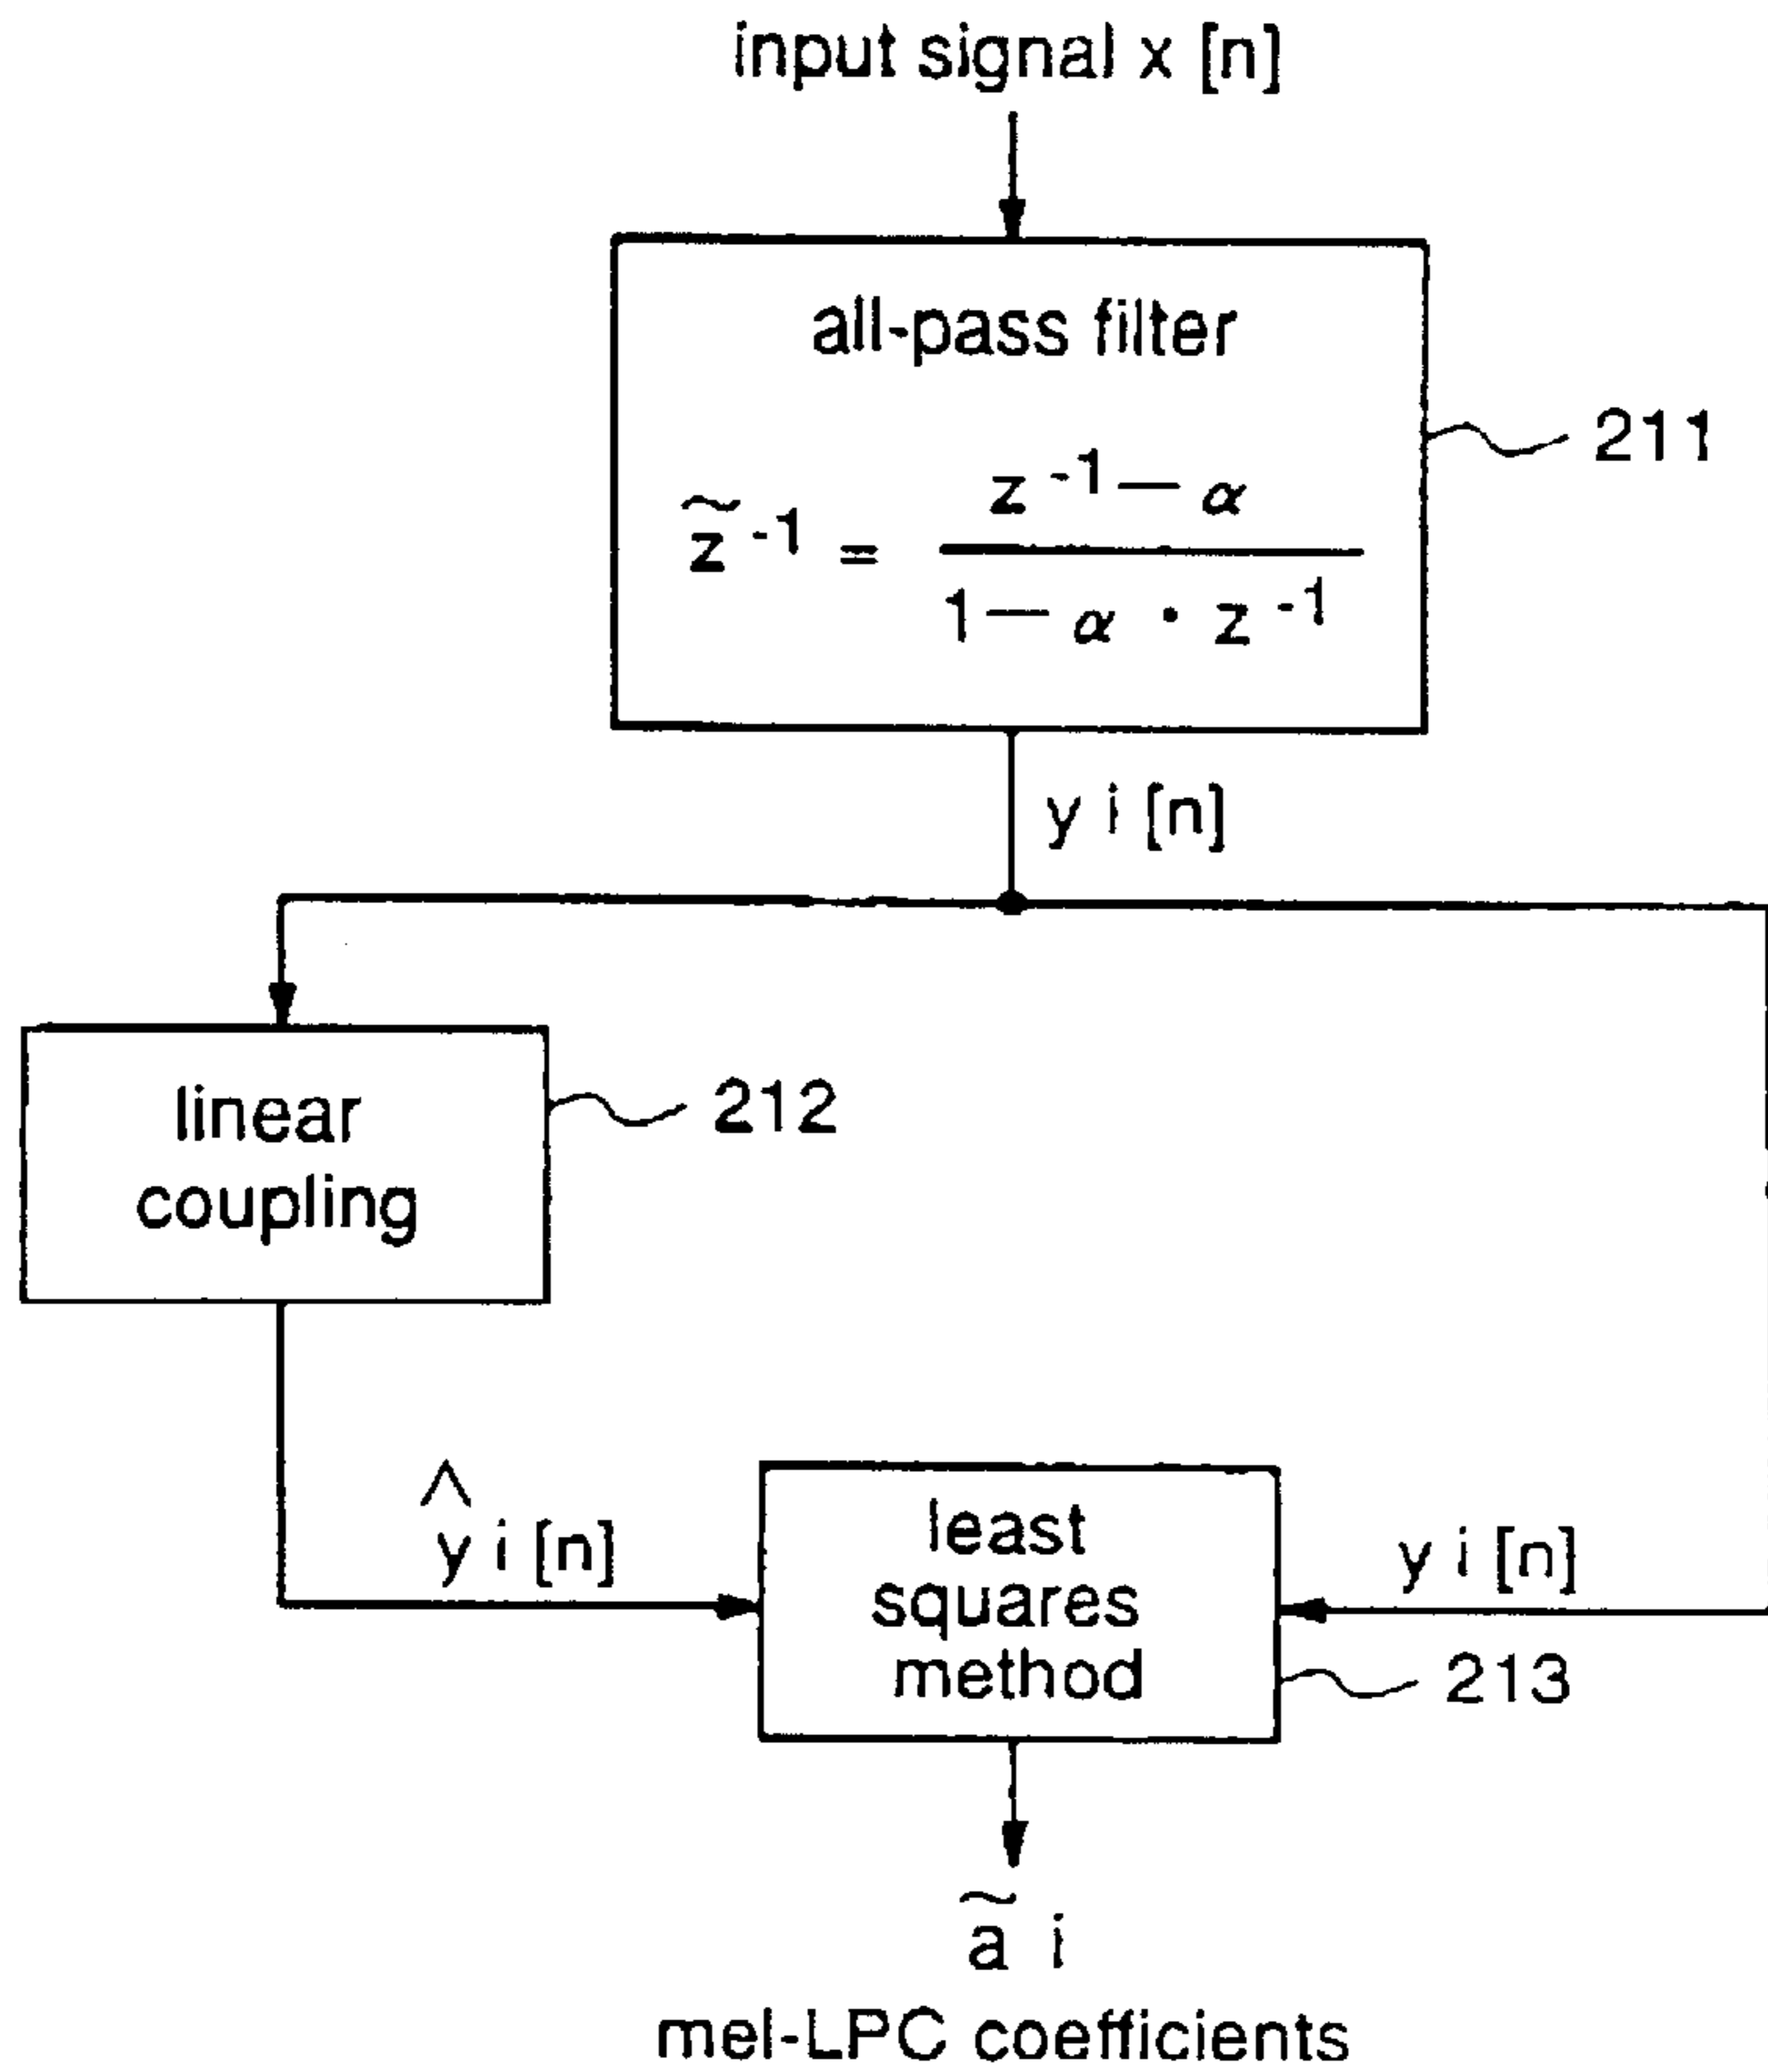 input signal x [n]
all-pass filter
z̃ -1 = z -1 — α / 1 — α · z -1
211
y i [n]
linear
coupling
212
ŷ i [n]
least
squares
method
y i [n]
213
ã i
mel-LPC coefficients